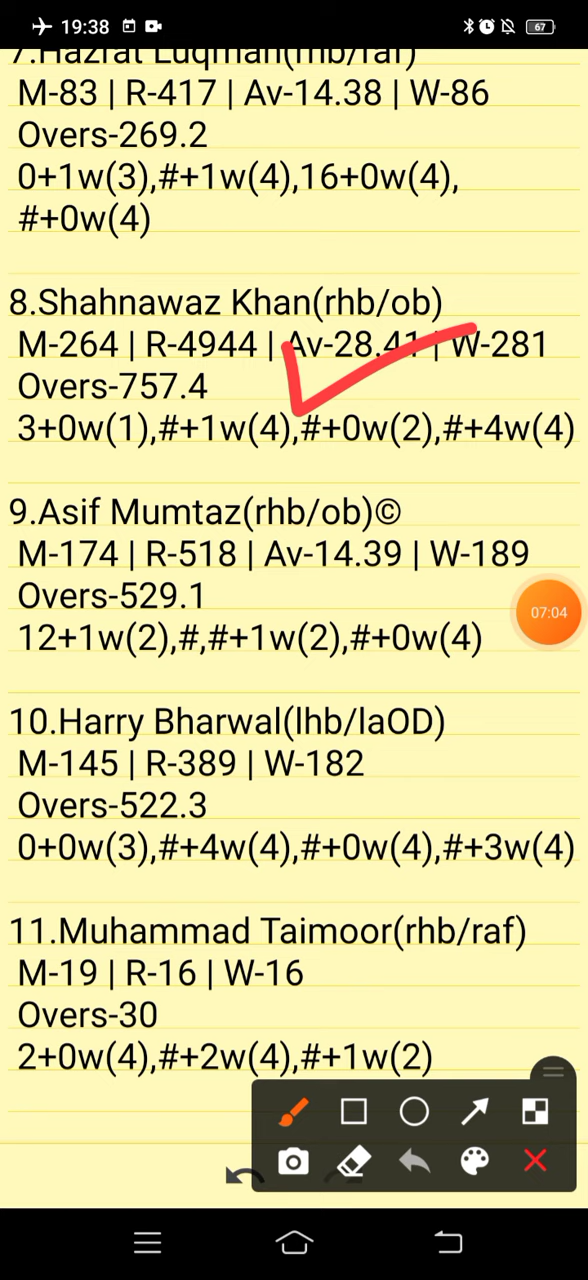 19:38
67
7.Hazrat Luqman(rhb/raf)
M-83 | R-417 | Av-14.38 | W-86
Overs-269.2
0+1w(3),#+1w(4),16+0w(4),
#+0w(4)
8.Shahnawaz Khan(rhb/ob)
M-264 | R-4944 | Av-28.41 | W-281
Overs-757.4
3+0w(1),#+1w(4),#+0w(2),#+4w(4)
9.Asif Mumtaz(rhb/ob)©
M-174 | R-518 | Av-14.39 | W-189
Overs-529.1
07:04
12+1w(2),#,#+1w(2),#+0w(4)
10.Harry Bharwal(lhb/laOD)
M-145 | R-389 | W-182
Overs-522.3
0+0w(3),#+4w(4),#+0w(4),#+3w(4)
11.Muhammad Taimoor(rhb/raf)
M-19 | R-16 | W-16
Overs-30
2+0w(4),#+2w(4),#+1w(2)